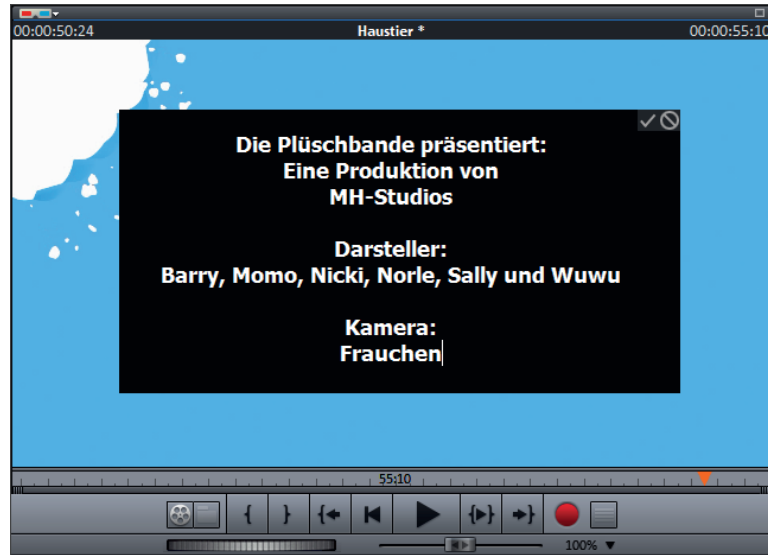 00:00:50:24 Haustier * 00:00:55:10
Die Plüschbande präsentiert:
Eine Produktion von
MH-Studios
Darsteller:
Barry, Momo, Nicki, Norle, Sally und Wuwu
Kamera:
Frauchen
55:10
100%